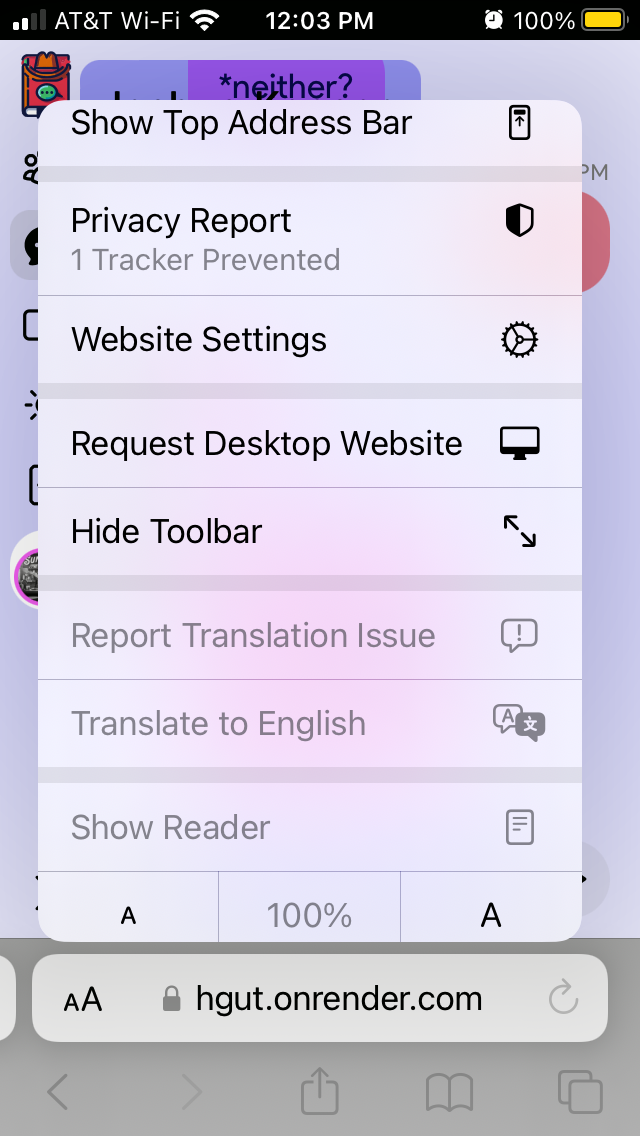 AT&T Wi-Fi 12:03 PM 100%
*neither?
Show Top Address Bar
PM
Privacy Report
1 Tracker Prevented
Website Settings
Request Desktop Website
Hide Toolbar
Report Translation Issue
Translate to English
A 文
Show Reader
A 100% A
AA hgut.onrender.com